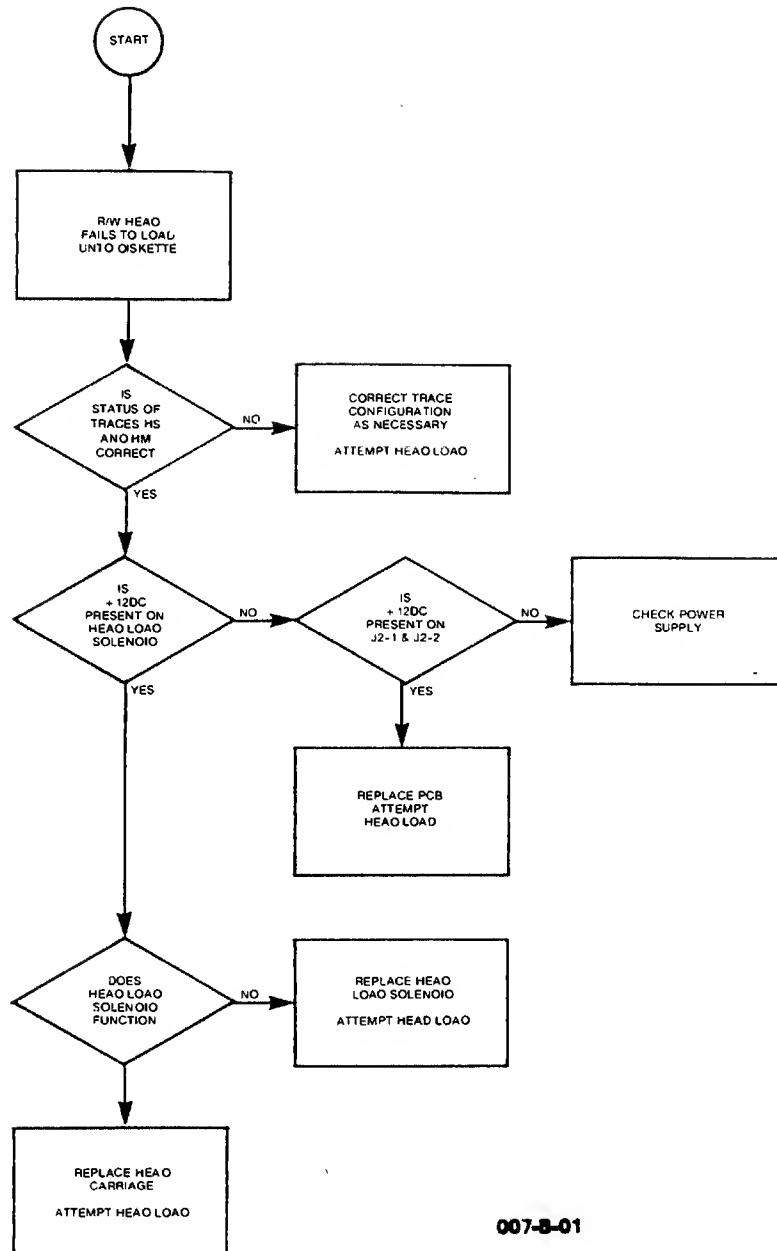 START
R/W HEAO
FAILS TO LOAD
UNTO OISKETTE
IS
STATUS OF
TRACES HS
ANO HM
CORRECT
NO
CORRECT TRACE
CONFIGURATION
AS NECESSARY
ATTEMPT HEAO LOAO
YES
IS
+ 12DC
PRESENT ON
HEAO LOAO
SOLENOIO
NO
IS
+ 12DC
PRESENT ON
J2-1 & J2-2
NO
CHECK POWER
SUPPLY
YES
YES
REPLACE PCB
ATTEMPT
HEAO LOAD
DOES
HEAO LOAO
SOLENOIO
FUNCTION
NO
REPLACE HEAO
LOAO SOLENOIO
ATTEMPT HEAD LOAO
YES
REPLACE HEAO
CARRIAGE
ATTEMPT HEAO LOAO
007-B-01